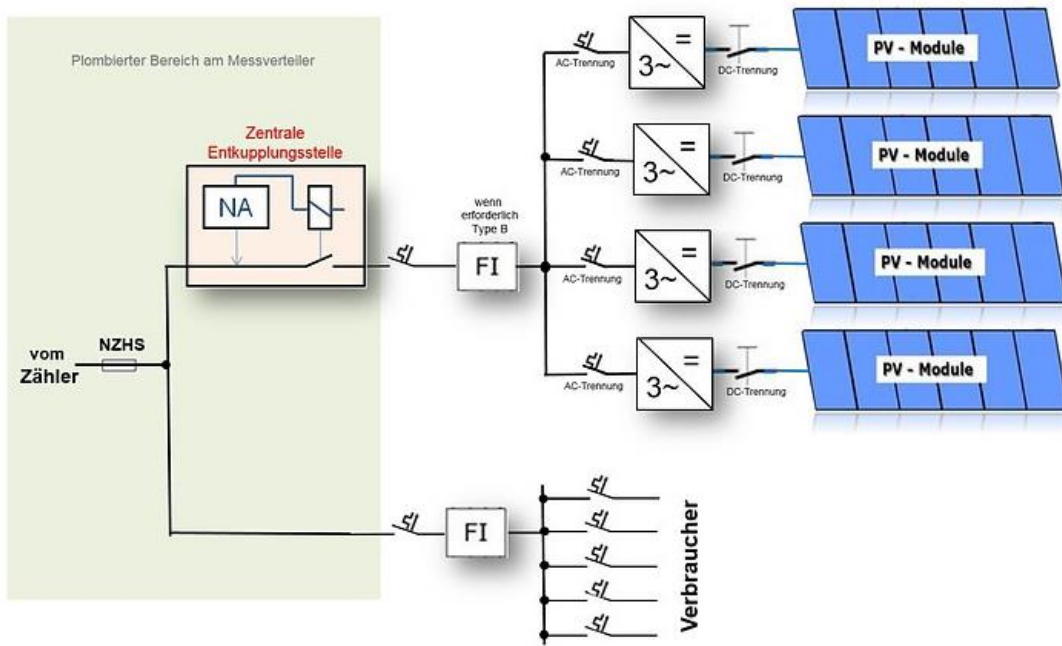 Plombierter Bereich am Messverteiler
Zentrale
Entkupplungsstelle
NA
vom
Zähler
NZHS
wenn
erforderlich
Type B
FI
AC-Trennung
3~
=
DC-Trennung
PV - Module
AC-Trennung
3~
=
DC-Trennung
PV - Module
AC-Trennung
3~
=
DC-Trennung
PV - Module
AC-Trennung
3~
=
DC-Trennung
PV - Module
FI
Verbraucher